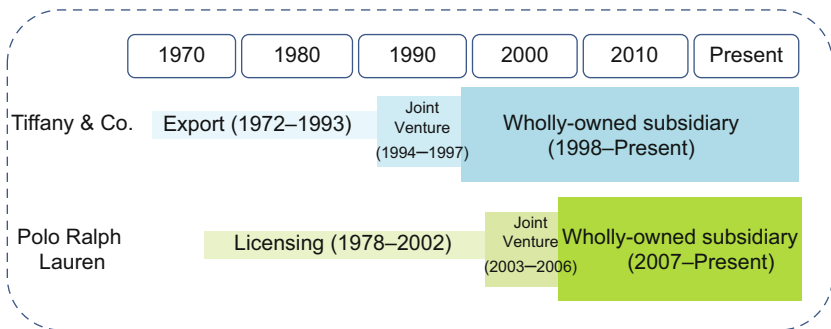 1970 1980 1990 2000 2010 Present
Tiffany & Co.
Export (1972–1993)
Joint
Venture
(1994–1997)
Wholly-owned subsidiary
(1998–Present)
Polo Ralph
Lauren
Licensing (1978–2002)
Joint
Venture
(2003–2006)
Wholly-owned subsidiary
(2007–Present)